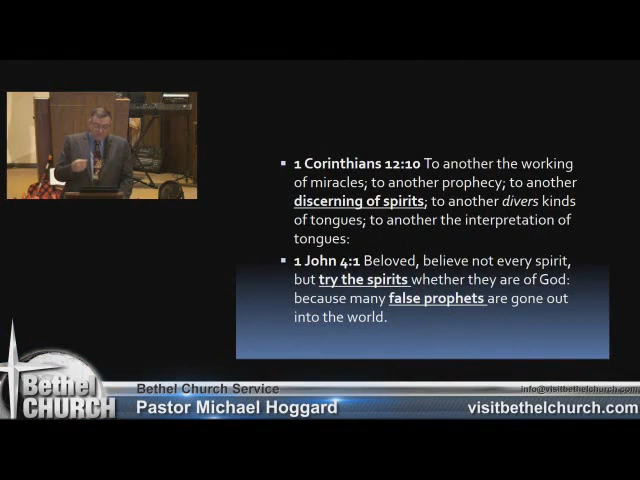 1 Corinthians 12:10 To another the working
of miracles; to another prophecy; to another
discerning of spirits; to another divers kinds
of tongues; to another the interpretation of
tongues:
1 John 4:1 Beloved, believe not every spirit,
but try the spirits whether they are of God:
because many false prophets are gone out
into the world.
Bethel
CHURCH
Bethel Church Service
info@visitbethelchurch.com
Pastor Michael Hoggard
visitbethelchurch.com